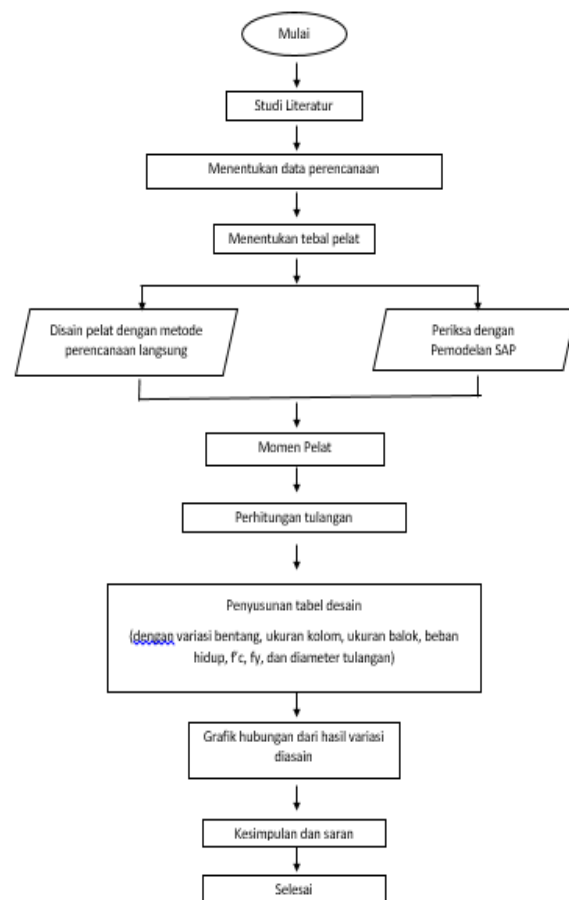 Mulai
Studi Literatur
Menentukan data perencanaan
Menentukan tebal pelat
Disain pelat dengan metode
perencanaan langsung
Periksa dengan
Pemodelan SAP
Momen Pelat
Perhitungan tulangan
Penyusunan tabel desain
(dengan variasi bentang, ukuran kolom, ukuran balok, beban
hidup, f'c, fy, dan diameter tulangan)
Grafik hubungan dari hasil variasi
diasain
Kesimpulan dan saran
Selesai